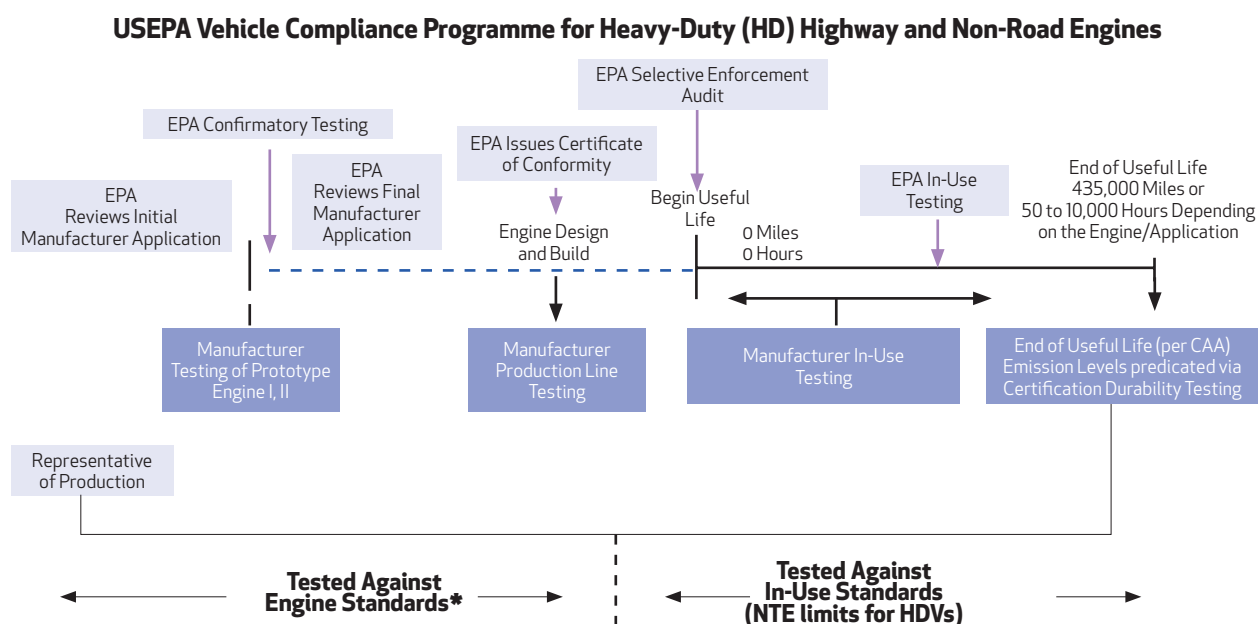 USEPA Vehicle Compliance Programme for Heavy-Duty (HD) Highway and Non-Road Engines
EPA Selective Enforcement
Audit
EPA Confirmatory Testing
EPA Issues Certificate
of Conformity
EPA
Reviews Final
Manufacturer
Application
EPA
Reviews Initial
Manufacturer Application
Engine Design
and Build
Begin Useful
Life
0 Miles
0 Hours
EPA In-Use
Testing
End of Useful Life
435,000 Miles or
50 to 10,000 Hours Depending
on the Engine/Application
Manufacturer
Testing of Prototype
Engine I, II
Manufacturer
Production Line
Testing
Manufacturer In-Use
Testing
End of Useful Life (per CAA)
Emission Levels predicated via
Certification Durability Testing
Representative
of Production
Tested Against
Engine Standards*
Tested Against
In-Use Standards
(NTE limits for HDVs)